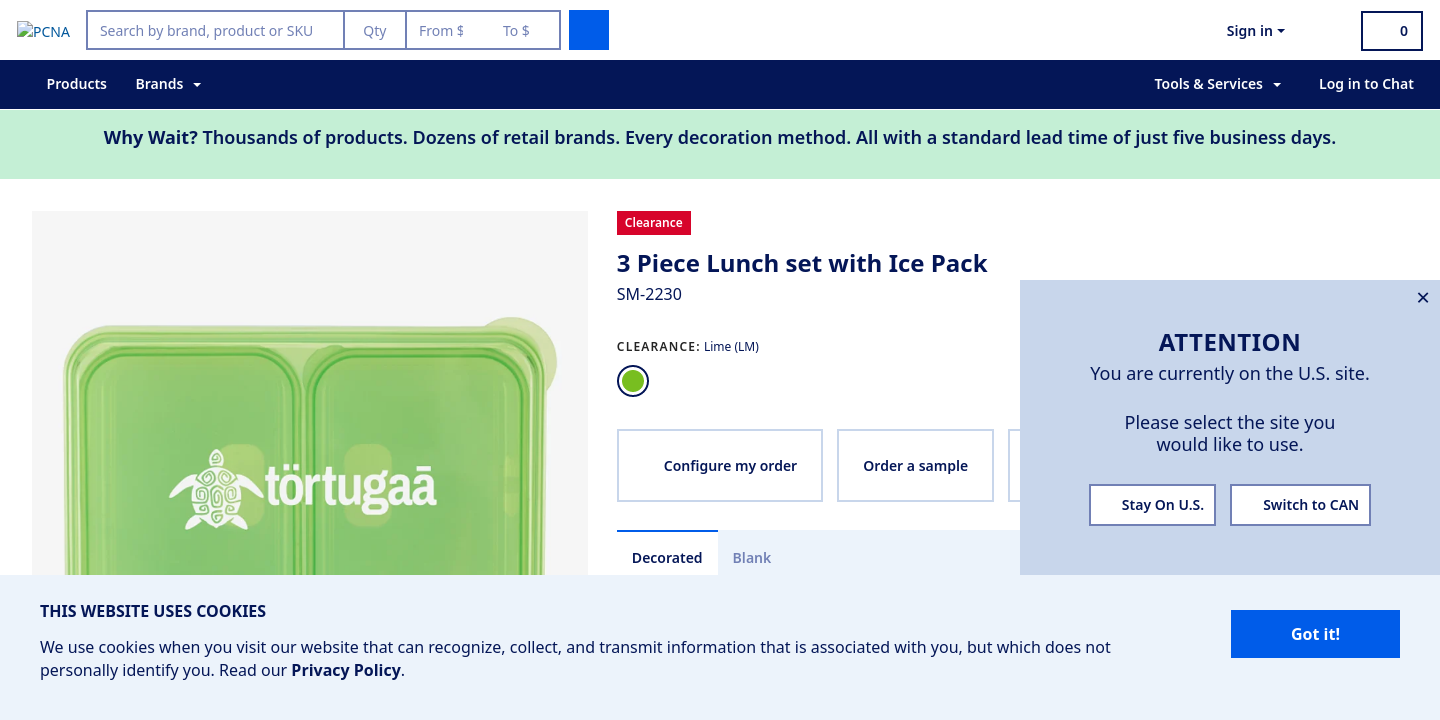 PCNA
Search by brand, product or SKU
Qty
From $
To $
Sign in
0
Products
Brands
Tools & Services
Log in to Chat
Why Wait? Thousands of products. Dozens of retail brands. Every decoration method. All with a standard lead time of just five business days.
törtugaā
Clearance
3 Piece Lunch set with Ice Pack
SM-2230
CLEARANCE: Lime (LM)
Configure my order
Order a sample
Decorated
Blank
×
ATTENTION
You are currently on the U.S. site.
Please select the site you
would like to use.
Stay On U.S.
Switch to CAN
THIS WEBSITE USES COOKIES
We use cookies when you visit our website that can recognize, collect, and transmit information that is associated with you, but which does not
personally identify you. Read our Privacy Policy.
Got it!